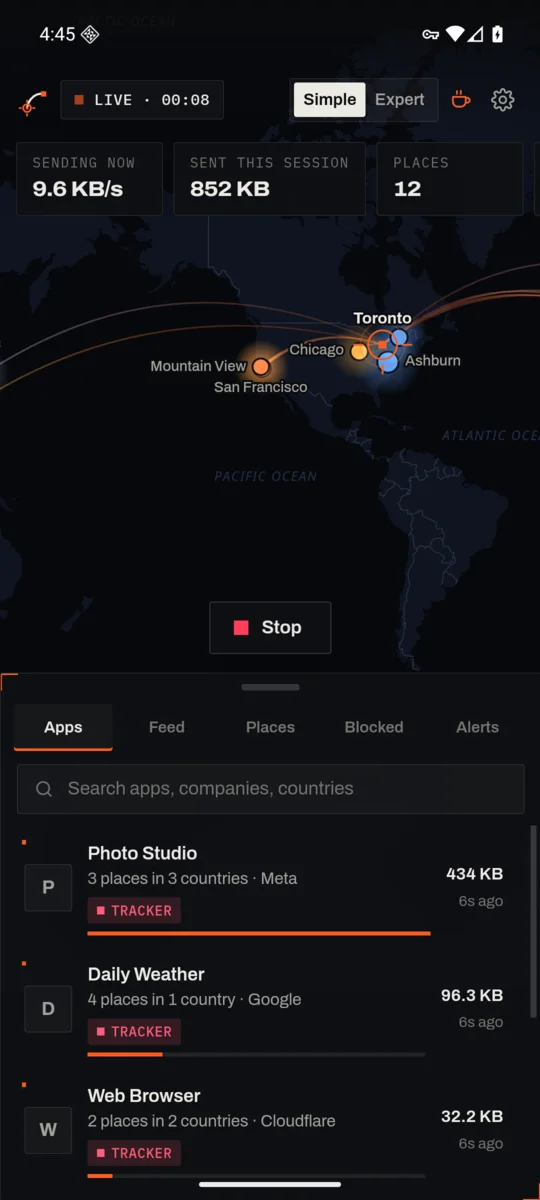 ARCTIC OCEAN
4:45
LIVE · 00:08
Simple
Expert
SENDING NOW
9.6 KB/s
SENT THIS SESSION
852 KB
PLACES
12
Toronto
Chicago
Ashburn
Mountain View
San Francisco
ATLANTIC OCEA
PACIFIC OCEAN
Stop
Apps
Feed
Places
Blocked
Alerts
Search apps, companies, countries
P
Photo Studio
3 places in 3 countries · Meta
TRACKER
434 KB
6s ago
D
Daily Weather
4 places in 1 country · Google
TRACKER
96.3 KB
6s ago
W
Web Browser
2 places in 2 countries · Cloudflare
TRACKER
32.2 KB
6s ago